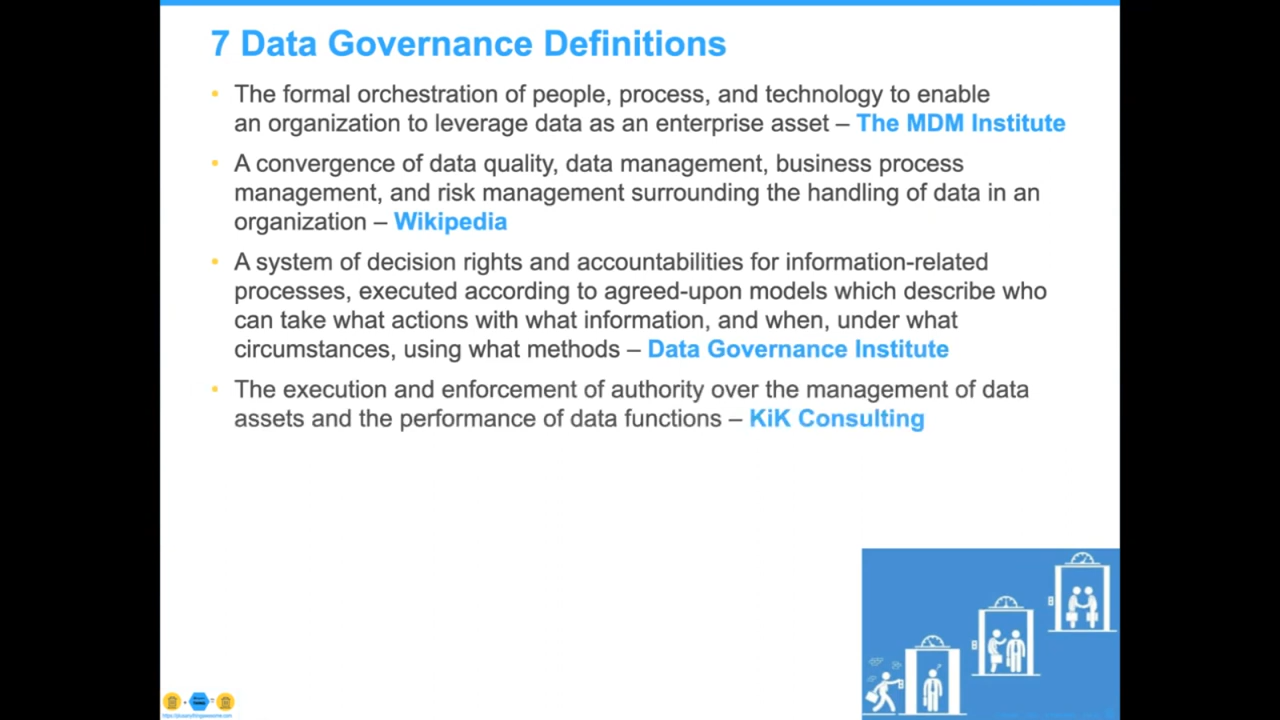 7 Data Governance Definitions
• The formal orchestration of people, process, and technology to enable
an organization to leverage data as an enterprise asset – The MDM Institute
• A convergence of data quality, data management, business process
management, and risk management surrounding the handling of data in an
organization – Wikipedia
• A system of decision rights and accountabilities for information-related
processes, executed according to agreed-upon models which describe who
can take what actions with what information, and when, under what
circumstances, using what methods – Data Governance Institute
• The execution and enforcement of authority over the management of data
assets and the performance of data functions – KiK Consulting